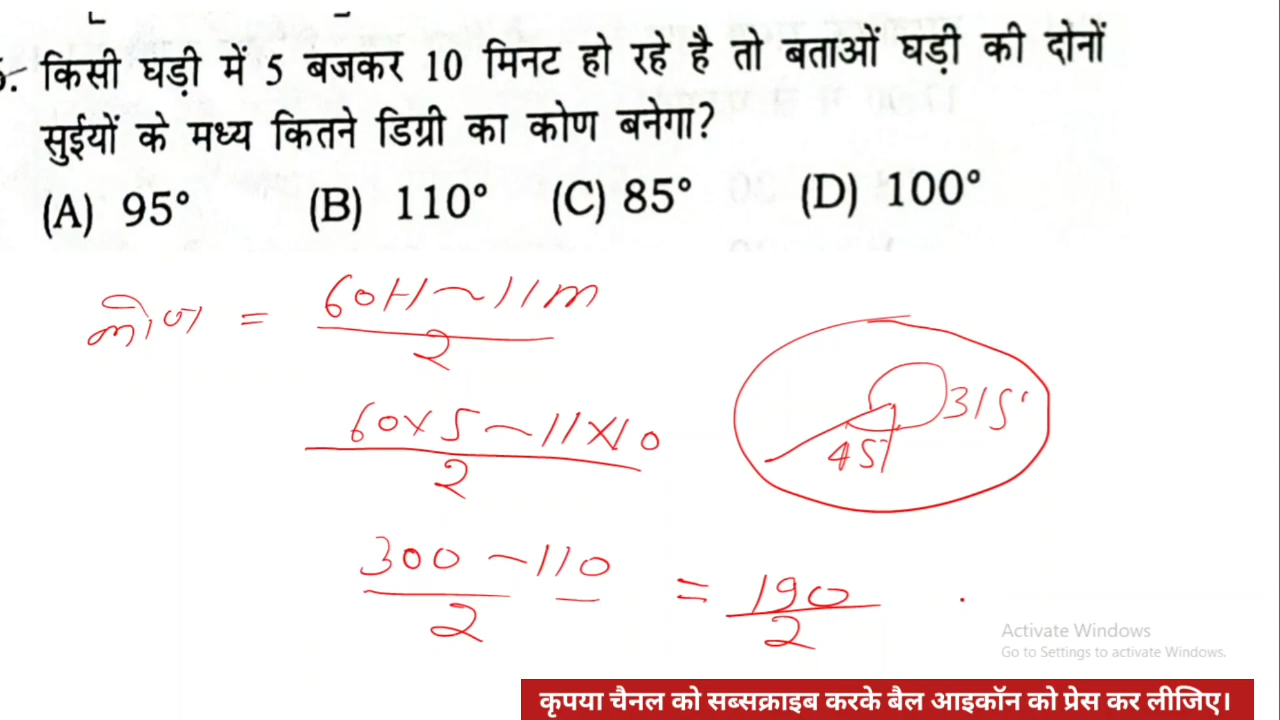 किसी घड़ी में 5 बजकर 10 मिनट हो रहे है तो बताओं घड़ी की दोनों
सुईयों के मध्य कितने डिग्री का कोण बनेगा?
(A) 95° (B) 110° (C) 85° (D) 100°
कोण = 60H ~ 11m
2
60×5 ~ 11×10
2
315°
45
300 ~ 110
2
= 190
2
Activate Windows
Go to Settings to activate Windows.
कृपया चैनल को सब्सक्राइब करके बैल आइकॉन को प्रेस कर लीजिए।